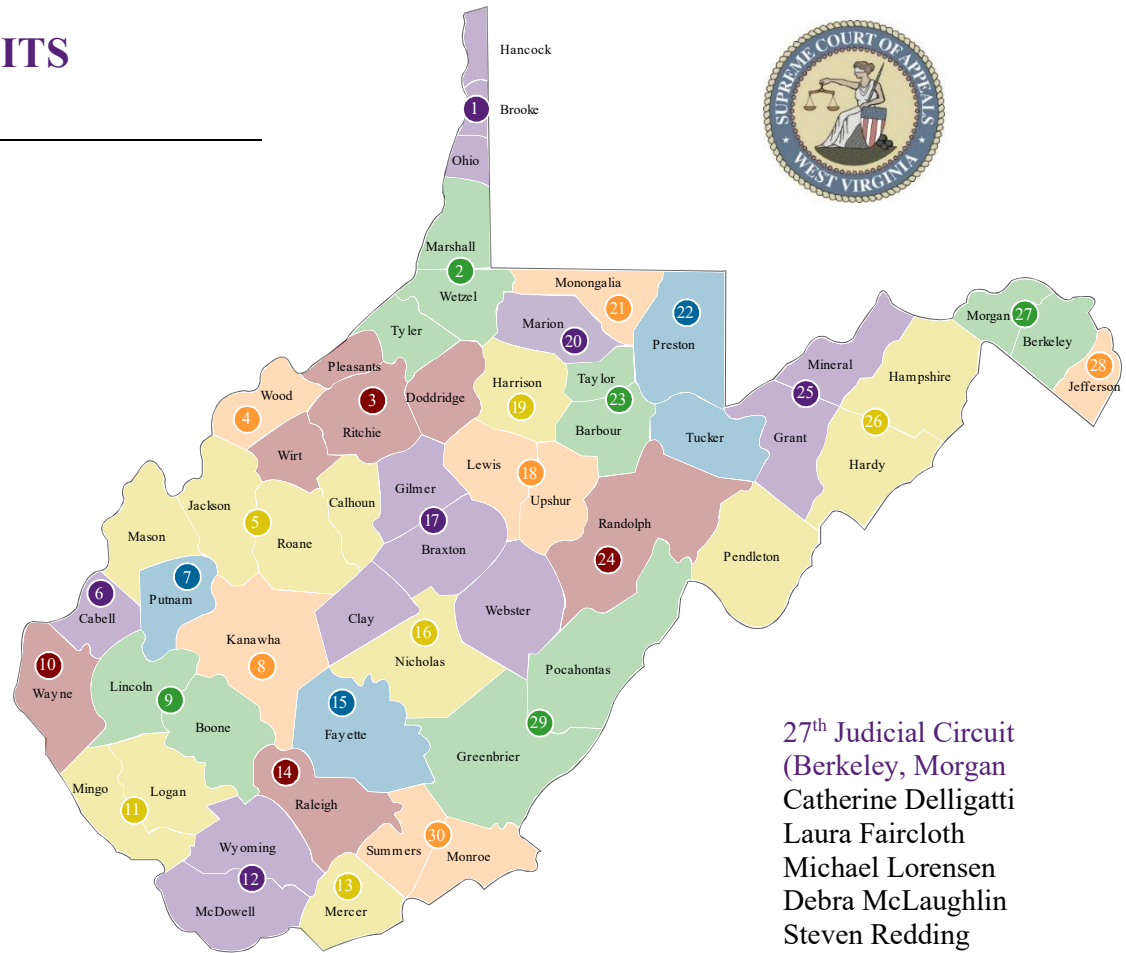 ITS
SUPREME COURT OF APPEALS
WEST VIRGINIA
Hancock
1
Brooke
Ohio
Marshall
2
Wetzel
Tyler
Monongalia
21
22
Marion
20
Preston
Morgan
27
Berkeley
28
Jefferson
Pleasants
3
Ritchie
Doddridge
Harrison
19
Taylor
23
Barbour
Mineral
25
Hampshire
26
Wood
4
Wirt
Lewis
18
Upshur
Tucker
Grant
Hardy
Jackson
5
Roane
Calhoun
Gilmer
17
Braxton
Randolph
24
Pendleton
Mason
7
Putnam
6
Cabell
Kanawha
8
Clay
Webster
16
Nicholas
Pocahontas
10
Wayne
Lincoln
9
Boone
15
Fayette
29
Greenbrier
Mingo
11
Logan
14
Raleigh
Wyoming
12
McDowell
13
Mercer
Summers
30
Monroe
27th Judicial Circuit
(Berkeley, Morgan
Catherine Delligatti
Laura Faircloth
Michael Lorensen
Debra McLaughlin
Steven Redding